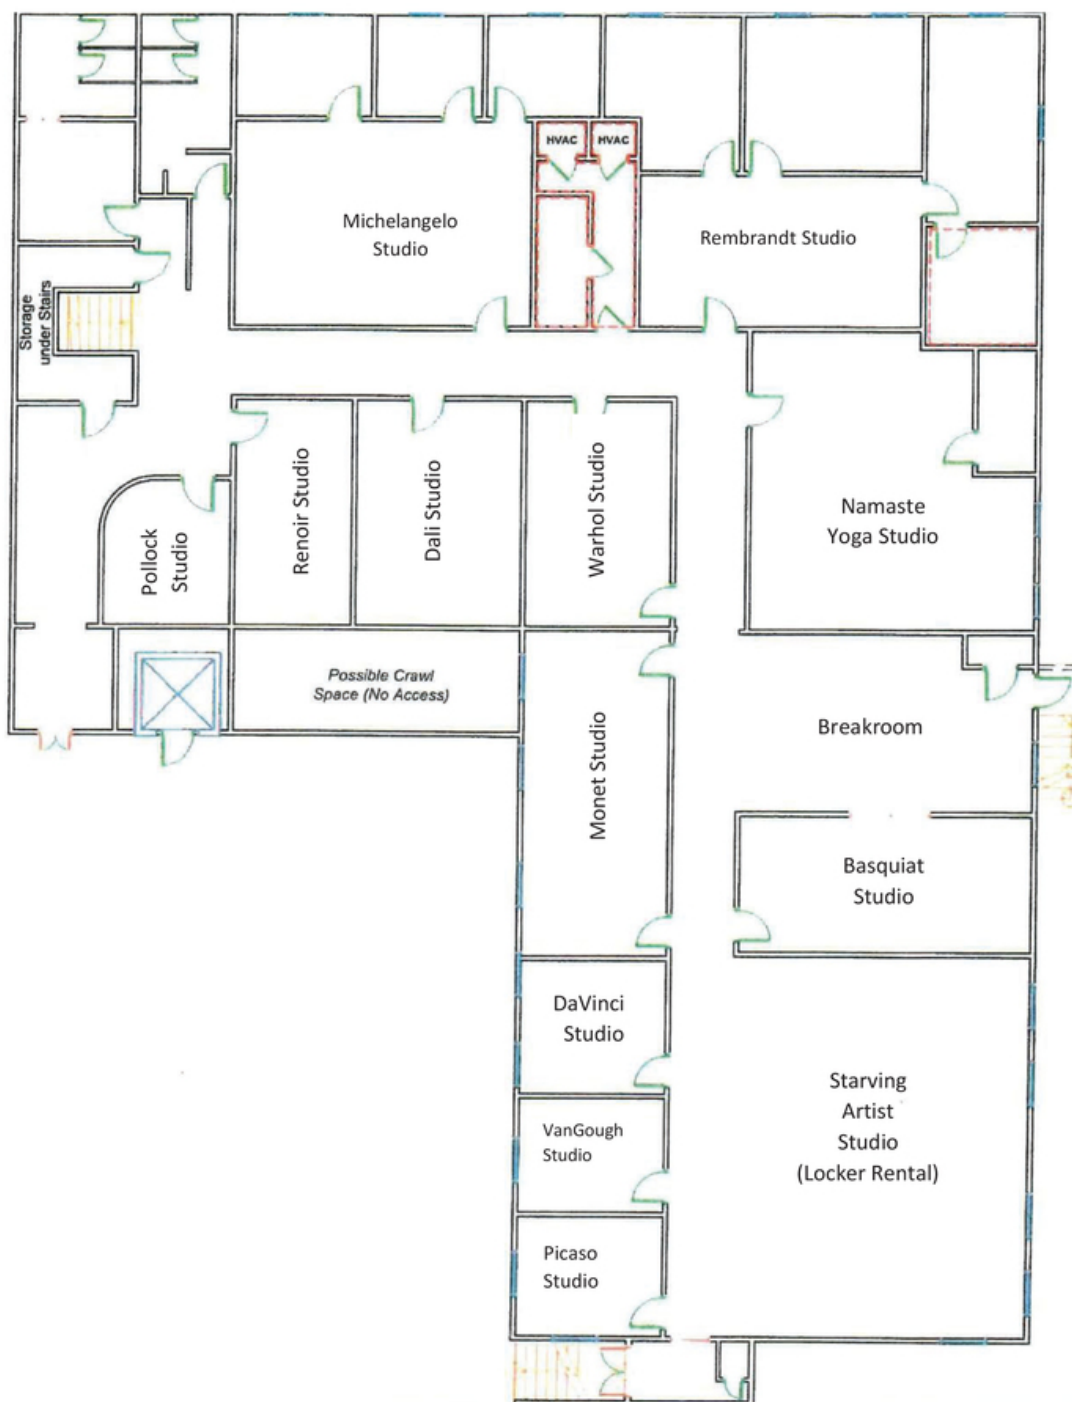 HVAC
HVAC
Michelangelo
Studio
Rembrandt Studio
Storage
under Stairs
Renoir Studio
Dali Studio
Warhol Studio
Namaste
Yoga Studio
Pollock
Studio
Possible Crawl
Space (No Access)
Monet Studio
Breakroom
Basquiat
Studio
DaVinci
Studio
Starving
Artist
Studio
(Locker Rental)
VanGough
Studio
Picaso
Studio